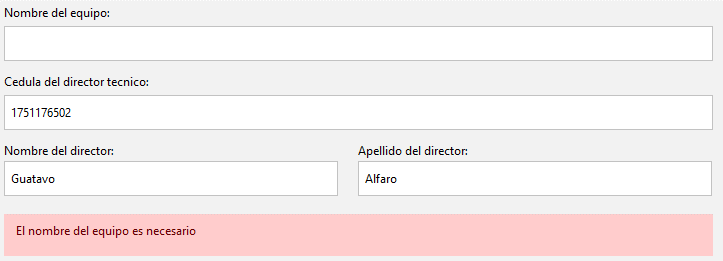 Nombre del equipo:
Cedula del director tecnico:
1751176502
Nombre del director:
Apellido del director:
Guatavo
Alfaro
El nombre del equipo es necesario